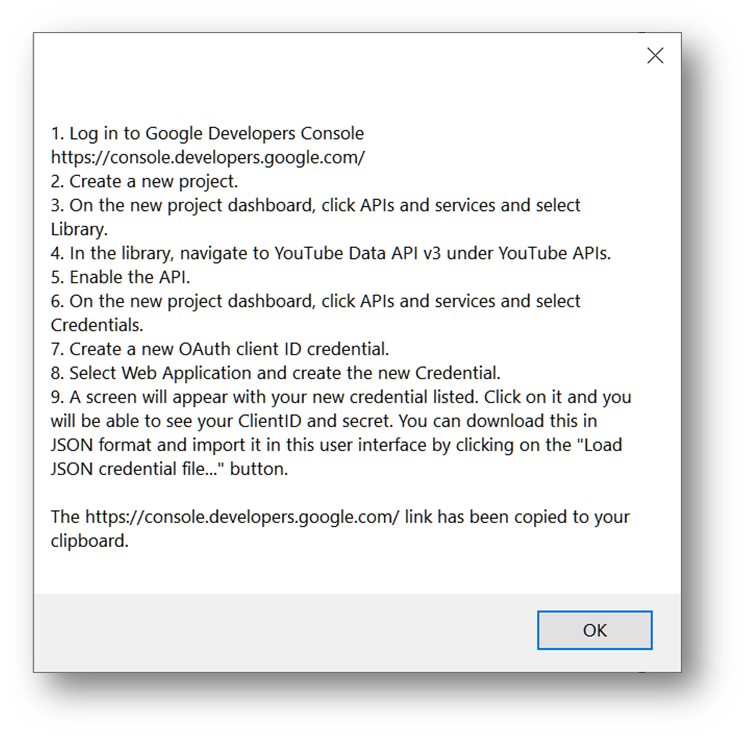 1. Log in to Google Developers Console
https://console.developers.google.com/
2. Create a new project.
3. On the new project dashboard, click APIs and services and select
Library.
4. In the library, navigate to YouTube Data API v3 under YouTube APIs.
5. Enable the API.
6. On the new project dashboard, click APIs and services and select
Credentials.
7. Create a new OAuth client ID credential.
8. Select Web Application and create the new Credential.
9. A screen will appear with your new credential listed. Click on it and you
will be able to see your ClientID and secret. You can download this in
JSON format and import it in this user interface by clicking on the "Load
JSON credential file..." button.
The https://console.developers.google.com/ link has been copied to your
clipboard.
OK